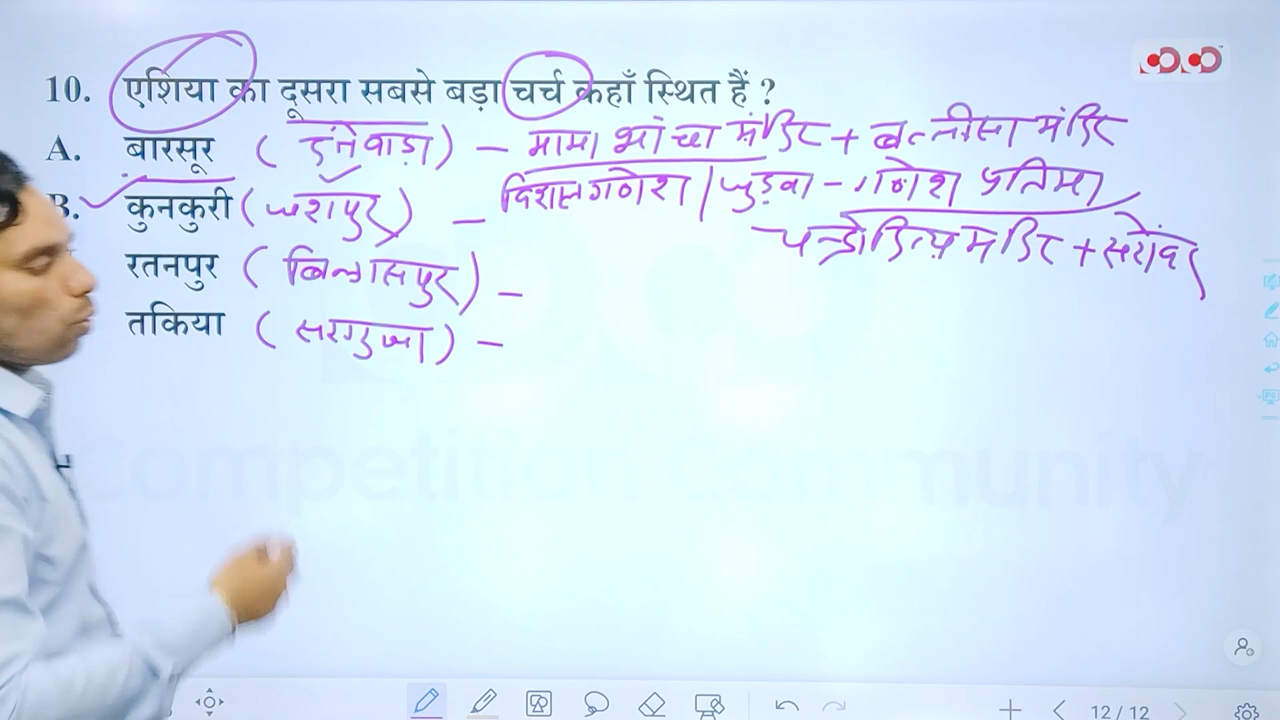 10. एशिया का दूसरा सबसे बड़ा चर्च कहाँ स्थित हैं ?
A. बारसूर ( दंतेवाड़ा ) – मामा भांचा मंदिर + बत्तीसा मंदिर
विशालगणेश / जुड़वा – गणेश प्रतिमा
B. कुनकुरी ( जशपुर ) –
चन्द्रादित्य मंदिर + सरोवर
रतनपुर ( बिलासपुर ) –
तकिया ( सरगुजा ) –
Competition Community
12 / 12